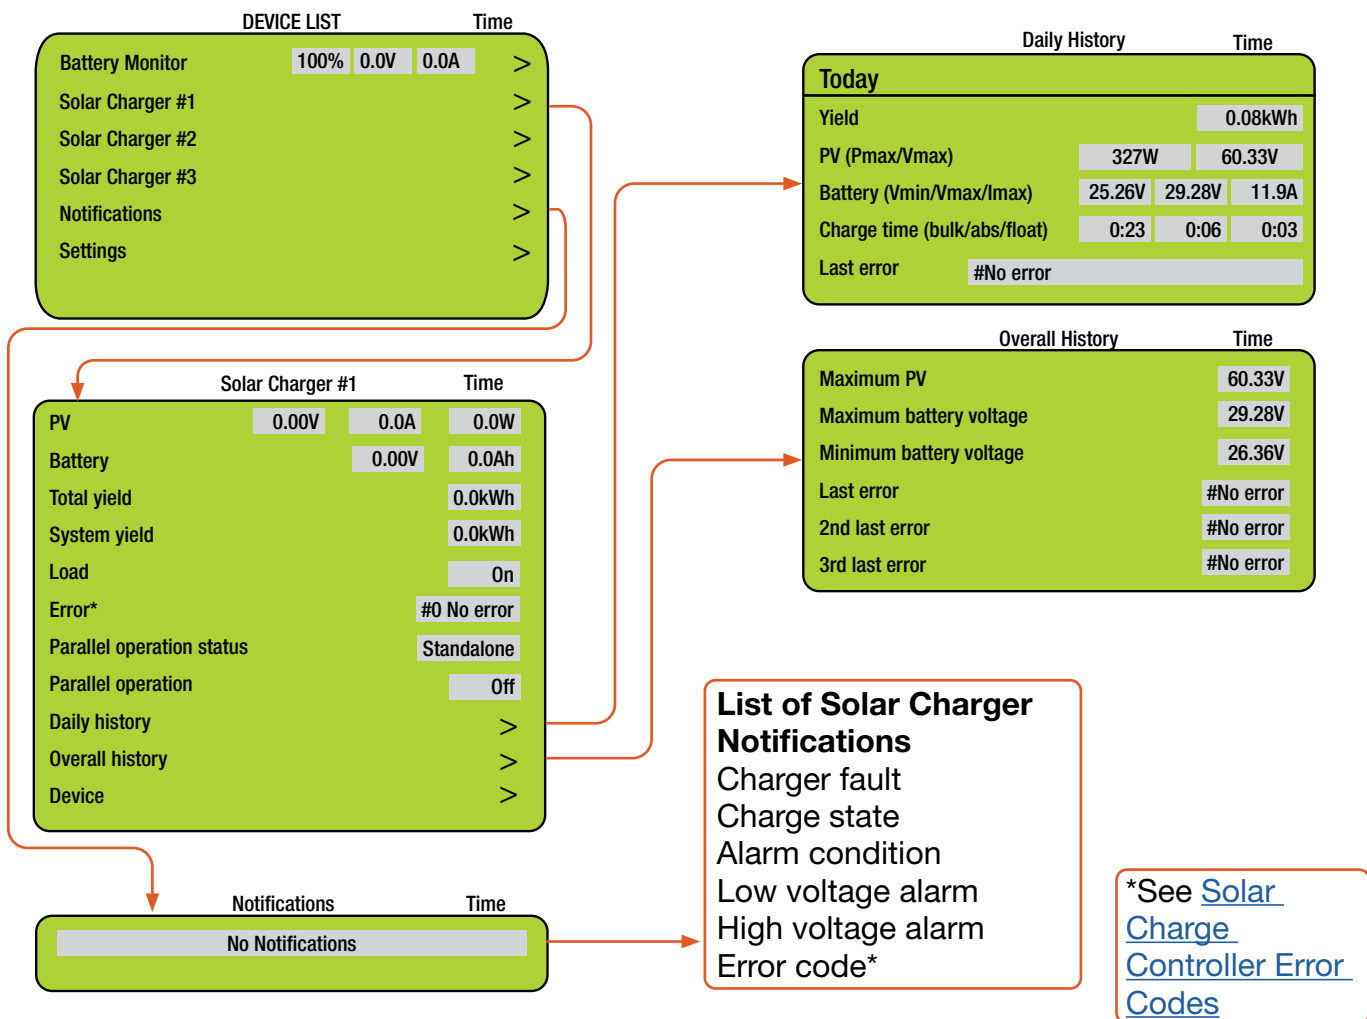 DEVICE LIST Time
Battery Monitor 100% 0.0V 0.0A >
Solar Charger #1 >
Solar Charger #2 >
Solar Charger #3 >
Notifications >
Settings >
Solar Charger #1 Time
PV 0.00V 0.0A 0.0W
Battery 0.00V 0.0Ah
Total yield 0.0kWh
System yield 0.0kWh
Load On
Error* #0 No error
Parallel operation status Standalone
Parallel operation Off
Daily history >
Overall history >
Device >
Notifications Time
No Notifications
Daily History Time
Today
Yield 0.08kWh
PV (Pmax/Vmax) 327W 60.33V
Battery (Vmin/Vmax/Imax) 25.26V 29.28V 11.9A
Charge time (bulk/abs/float) 0:23 0:06 0:03
Last error #No error
Overall History Time
Maximum PV 60.33V
Maximum battery voltage 29.28V
Minimum battery voltage 26.36V
Last error #No error
2nd last error #No error
3rd last error #No error
List of Solar Charger
Notifications
Charger fault
Charge state
Alarm condition
Low voltage alarm
High voltage alarm
Error code*
*See Solar
Charge
Controller Error
Codes